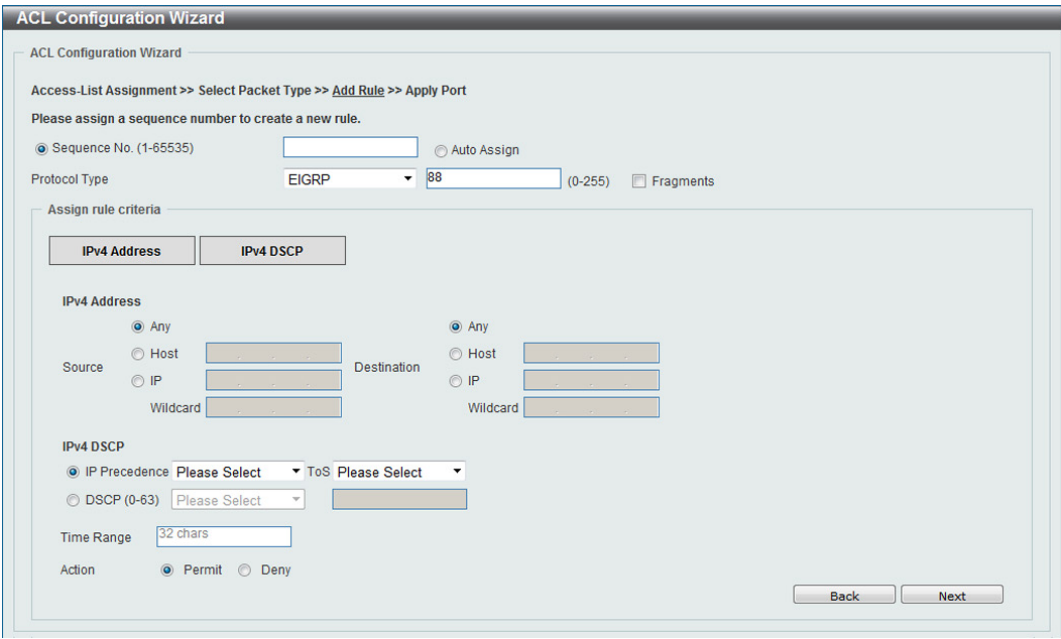 ACL Configuration Wizard
ACL Configuration Wizard
Access-List Assignment >> Select Packet Type >> Add Rule >> Apply Port
Please assign a sequence number to create a new rule.
Sequence No. (1-65535) Auto Assign
Protocol Type EIGRP 88 (0-255) Fragments
Assign rule criteria
IPv4 Address IPv4 DSCP
IPv4 Address
Any Any
Source Host Destination Host
IP IP
Wildcard Wildcard
IPv4 DSCP
IP Precedence Please Select ToS Please Select
DSCP (0-63) Please Select
Time Range 32 chars
Action Permit Deny
Back Next